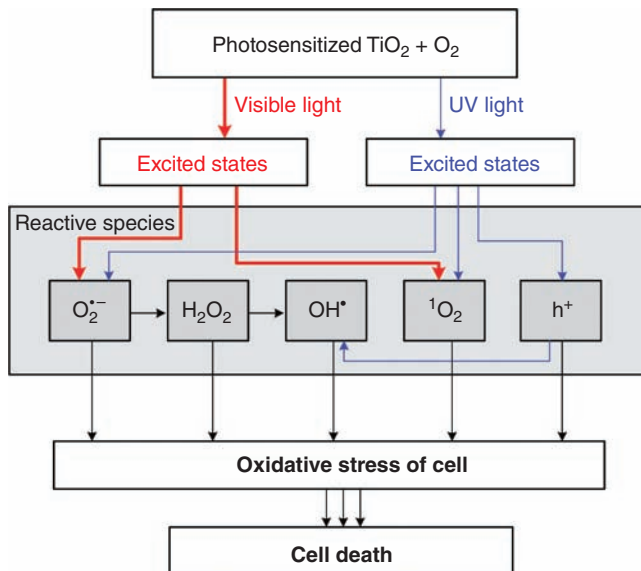 Photosensitized TiO₂ + O₂
Visible light
UV light
Excited states
Excited states
Reactive species
O₂•−
H₂O₂
OH•
¹O₂
h⁺
Oxidative stress of cell
Cell death